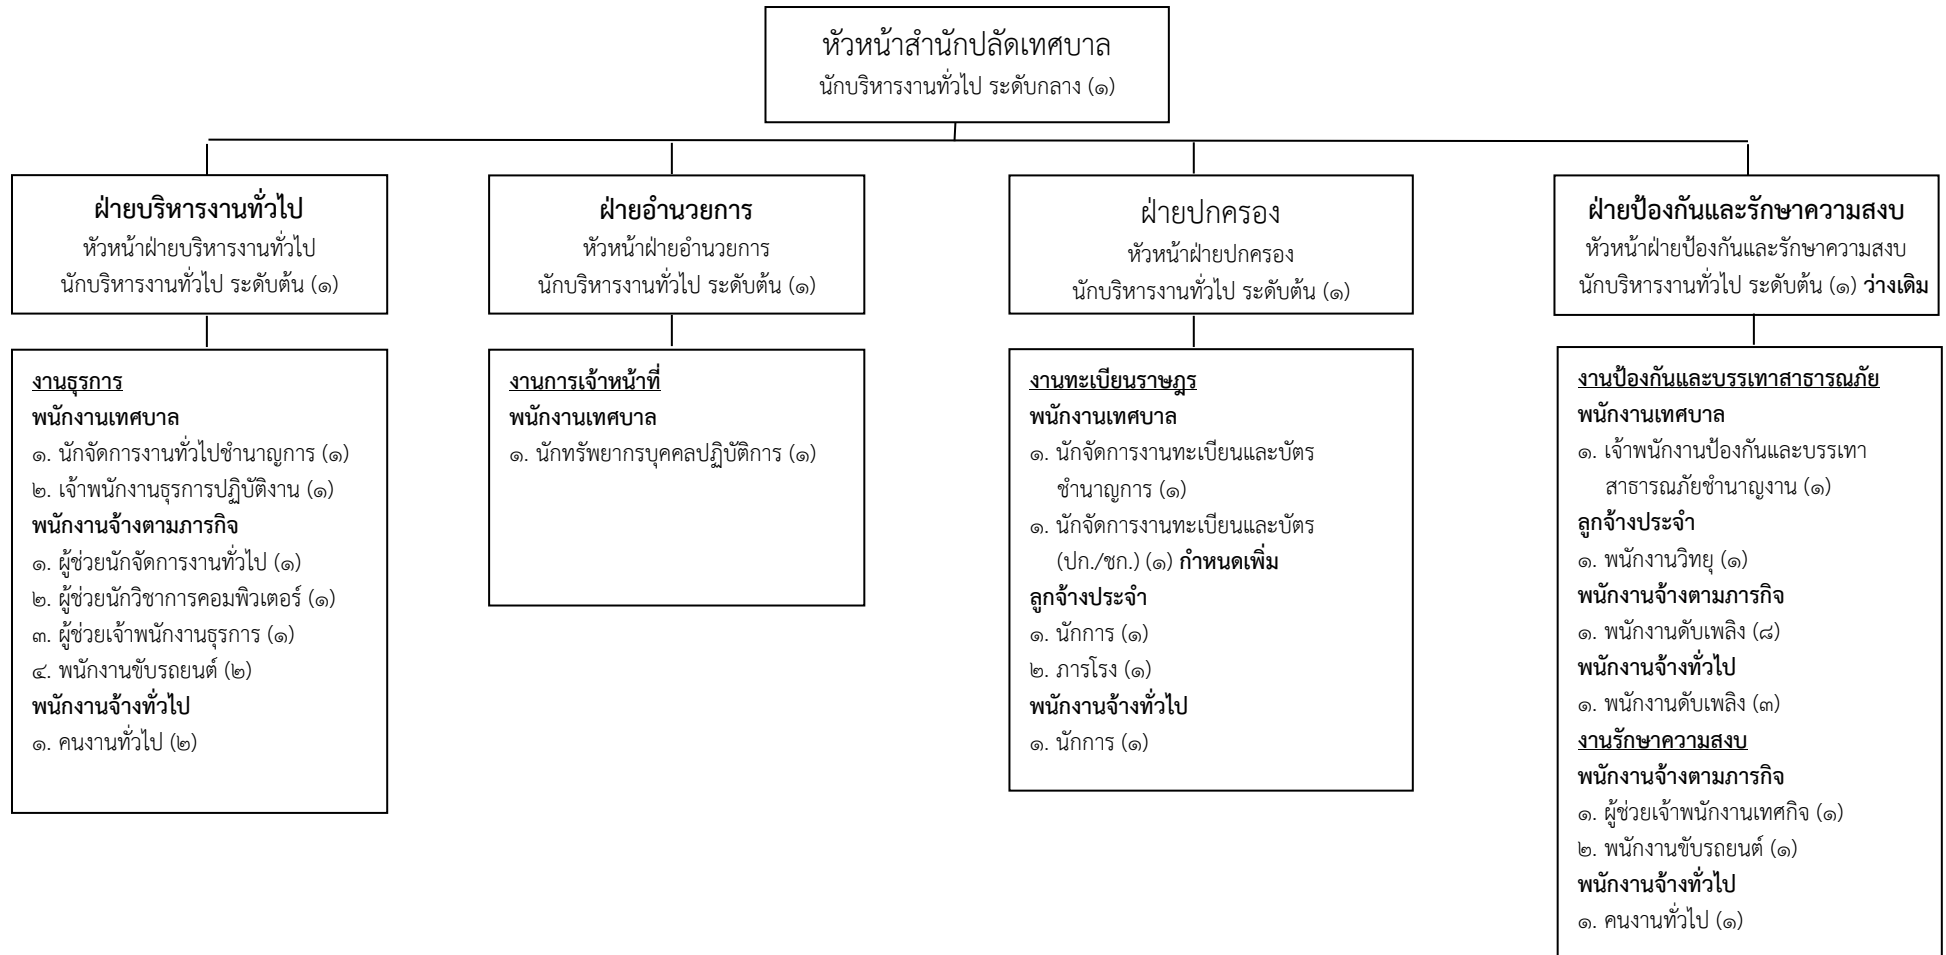 หัวหน้าสำนักปลัดเทศบาล
นักบริหารงานทั่วไป ระดับกลาง (๑)
ฝ่ายบริหารงานทั่วไป
หัวหน้าฝ่ายบริหารงานทั่วไป
นักบริหารงานทั่วไป ระดับต้น (๑)
ฝ่ายอำนวยการ
หัวหน้าฝ่ายอำนวยการ
นักบริหารงานทั่วไป ระดับต้น (๑)
ฝ่ายปกครอง
หัวหน้าฝ่ายปกครอง
นักบริหารงานทั่วไป ระดับต้น (๑)
ฝ่ายป้องกันและรักษาความสงบ
หัวหน้าฝ่ายป้องกันและรักษาความสงบ
นักบริหารงานทั่วไป ระดับต้น (๑) ว่างเดิม
งานธุรการ
พนักงานเทศบาล
๑. นักจัดการงานทั่วไปชำนาญการ (๑)
๒. เจ้าพนักงานธุรการปฏิบัติงาน (๑)
พนักงานจ้างตามภารกิจ
๑. ผู้ช่วยนักจัดการงานทั่วไป (๑)
๒. ผู้ช่วยนักวิชาการคอมพิวเตอร์ (๑)
๓. ผู้ช่วยเจ้าพนักงานธุรการ (๑)
๔. พนักงานขับรถยนต์ (๒)
พนักงานจ้างทั่วไป
๑. คนงานทั่วไป (๒)
งานการเจ้าหน้าที่
พนักงานเทศบาล
๑. นักทรัพยากรบุคคลปฏิบัติการ (๑)
งานทะเบียนราษฎร
พนักงานเทศบาล
๑. นักจัดการงานทะเบียนและบัตร
ชำนาญการ (๑)
๑. นักจัดการงานทะเบียนและบัตร
(ปก./ชก.) (๑) กำหนดเพิ่ม
ลูกจ้างประจำ
๑. นักการ (๑)
๒. ภารโรง (๑)
พนักงานจ้างทั่วไป
๑. นักการ (๑)
งานป้องกันและบรรเทาสาธารณภัย
พนักงานเทศบาล
๑. เจ้าพนักงานป้องกันและบรรเทา
สาธารณภัยชำนาญงาน (๑)
ลูกจ้างประจำ
๑. พนักงานวิทยุ (๑)
พนักงานจ้างตามภารกิจ
๑. พนักงานดับเพลิง (๘)
พนักงานจ้างทั่วไป
๑. พนักงานดับเพลิง (๓)
งานรักษาความสงบ
พนักงานจ้างตามภารกิจ
๑. ผู้ช่วยเจ้าพนักงานเทศกิจ (๑)
๒. พนักงานขับรถยนต์ (๑)
พนักงานจ้างทั่วไป
๑. คนงานทั่วไป (๑)